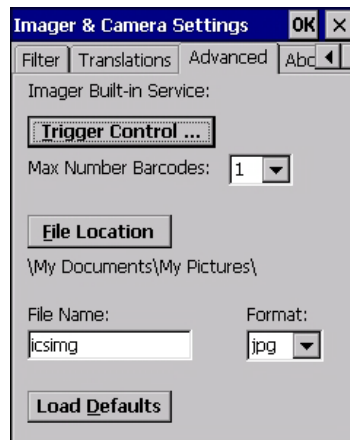 Imager & Camera Settings OK ×
Filter Translations Advanced Abc
Imager Built-in Service:
Trigger Control ...
Max Number Barcodes: 1
File Location
\My Documents\My Pictures\
File Name: Format:
icsimg jpg
Load Defaults